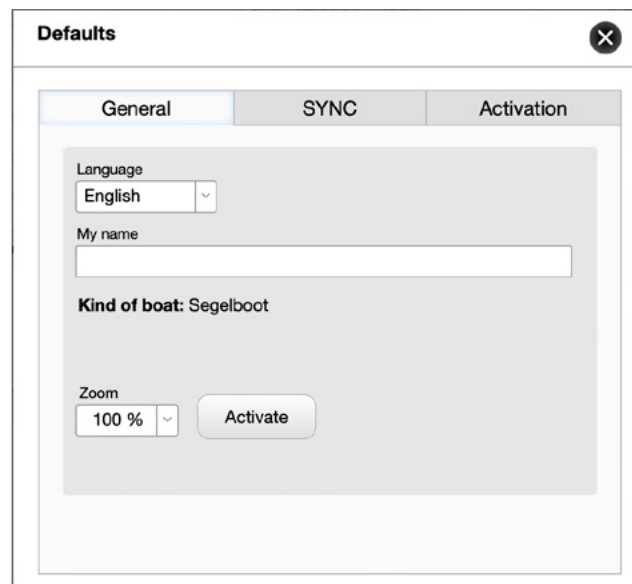 Defaults
General SYNC Activation
Language
English
My name
Kind of boat: Segelboot
Zoom
100 % Activate